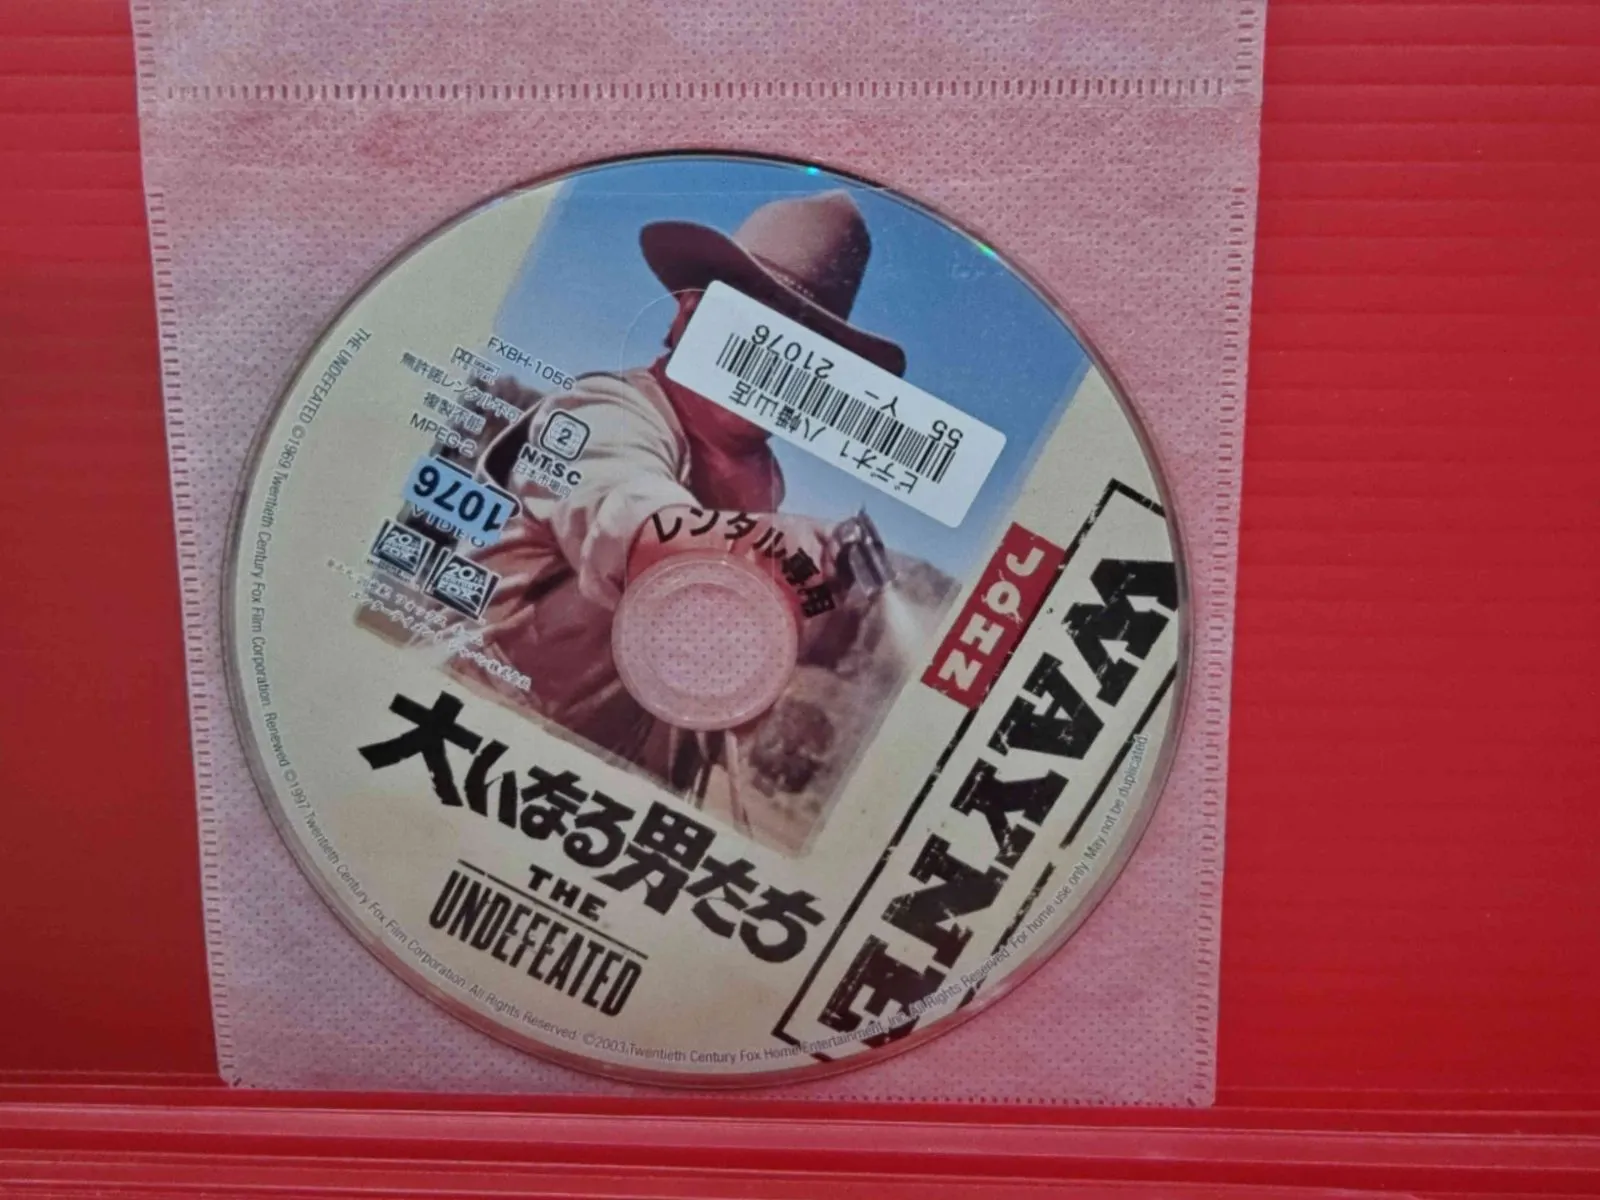 FXBH-1056
無許諾レンタル不可
複製不能
MPEG-2
2
NTSC
日本市場向
1076
VIDEO
20th CENTURY FOX
20th CENTURY FOX
レンタル専用
ビデオ1 八幡山店
21076
Y-
55
JOHN
WAYNE
大いなる男たち
THE
UNDEFEATED
THE UNDEFEATED ©1969 Twentieth Century Fox Film Corporation. Renewed ©1997 Twentieth Century Fox Film Corporation. All Rights Reserved. ©2003 Twentieth Century Fox Home Entertainment, Inc. All Rights Reserved. For home use only. May not be duplicated.